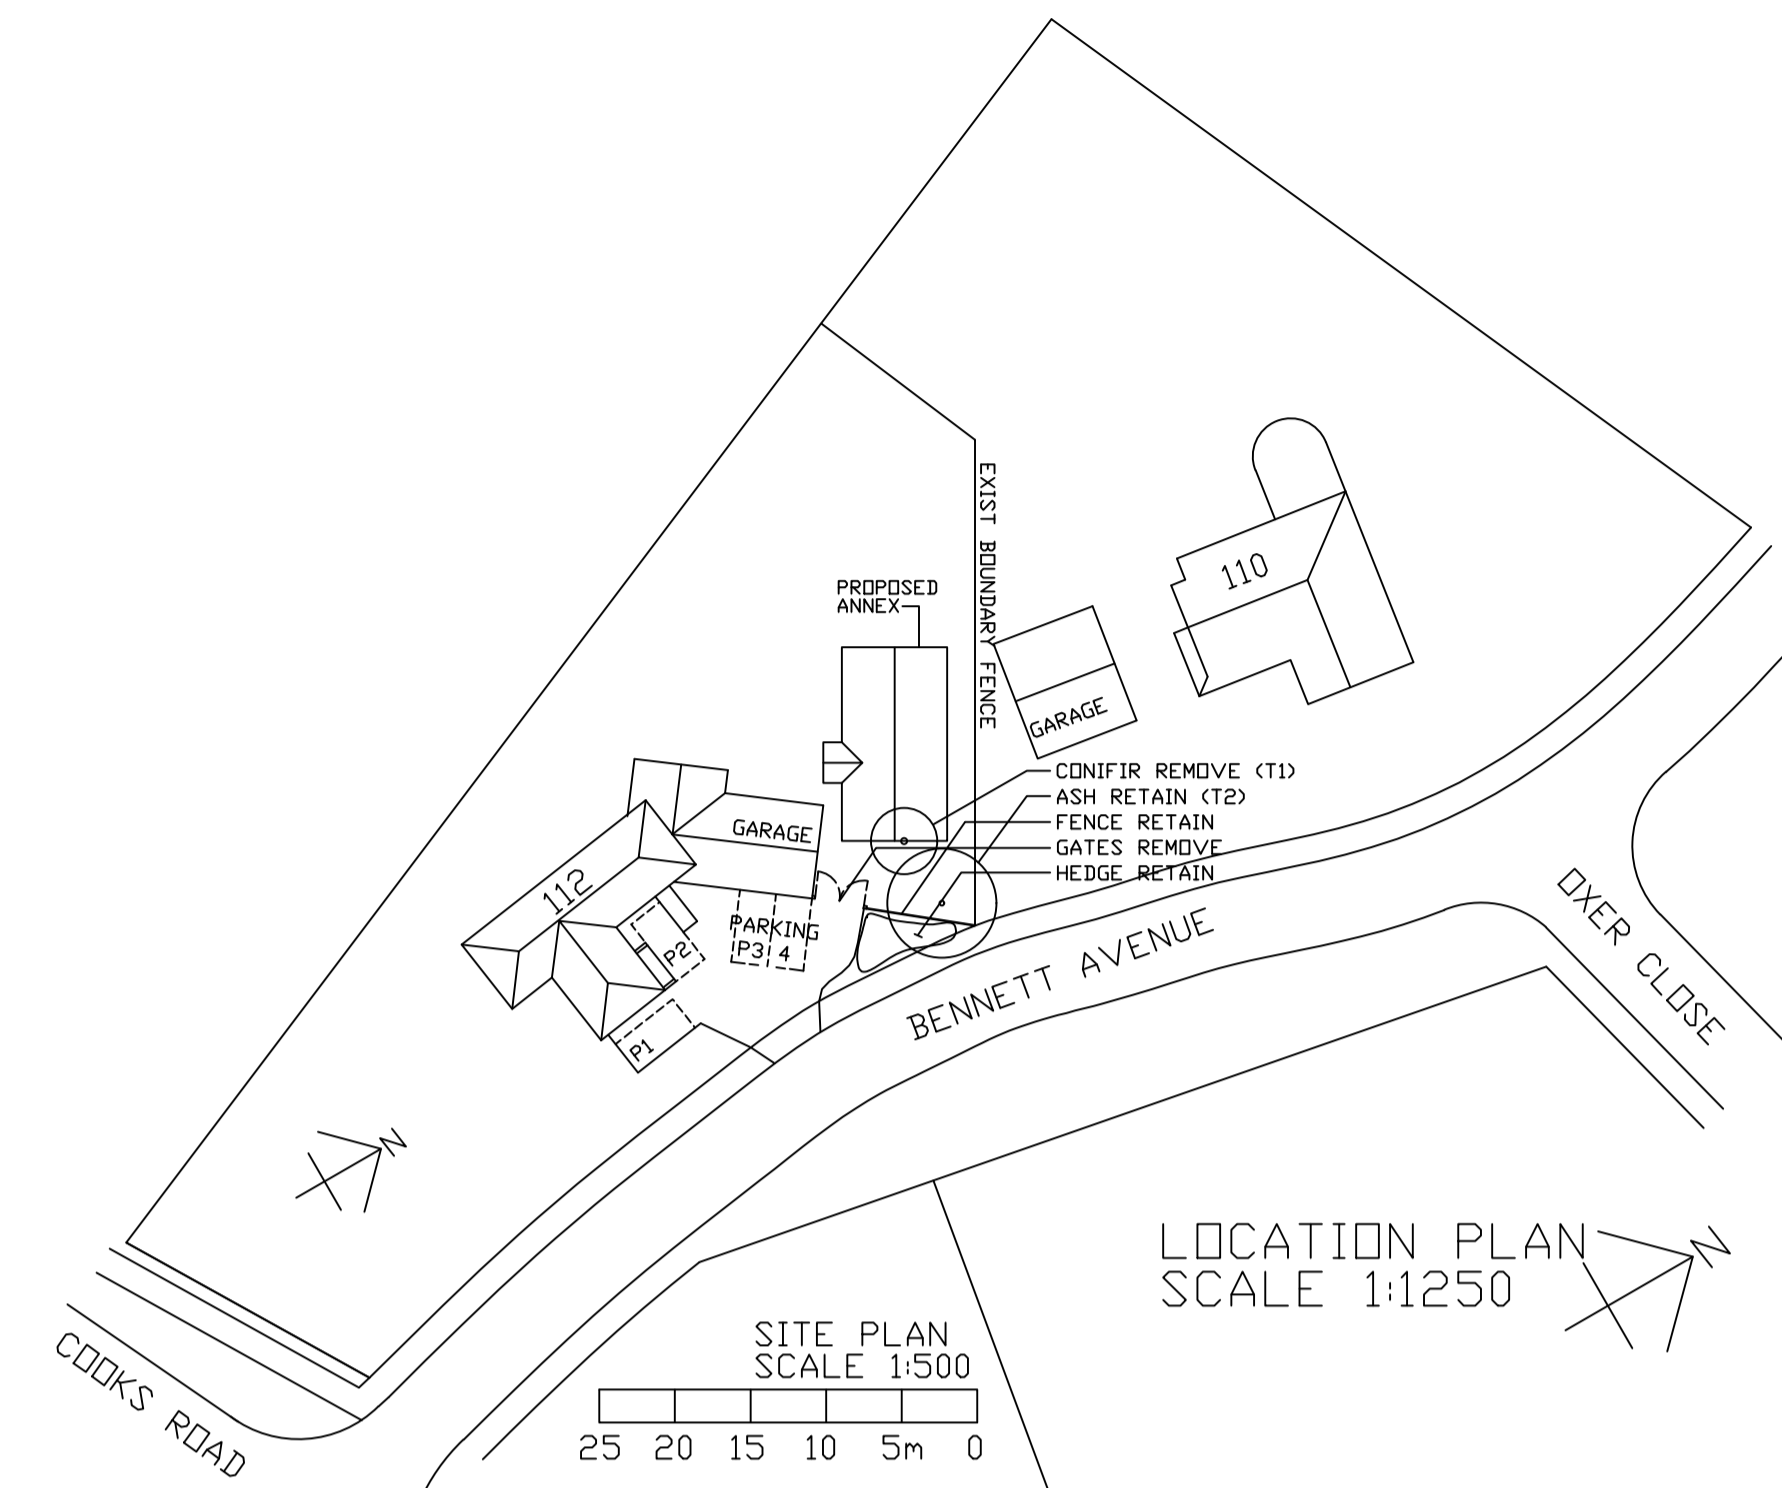 EXIST BOUNDARY FENCE
110
PROPOSED
ANNEX
GARAGE
CONIFIR REMOVE (T1)
ASH RETAIN (T2)
FENCE RETAIN
GATES REMOVE
HEDGE RETAIN
GARAGE
112
PARKING
P3 4
P2
P1
BENNETT AVENUE
OXER CLOSE
N
LOCATION PLAN
SCALE 1:1250
N
SITE PLAN
SCALE 1:500
25 20 15 10 5m 0
COOKS ROAD